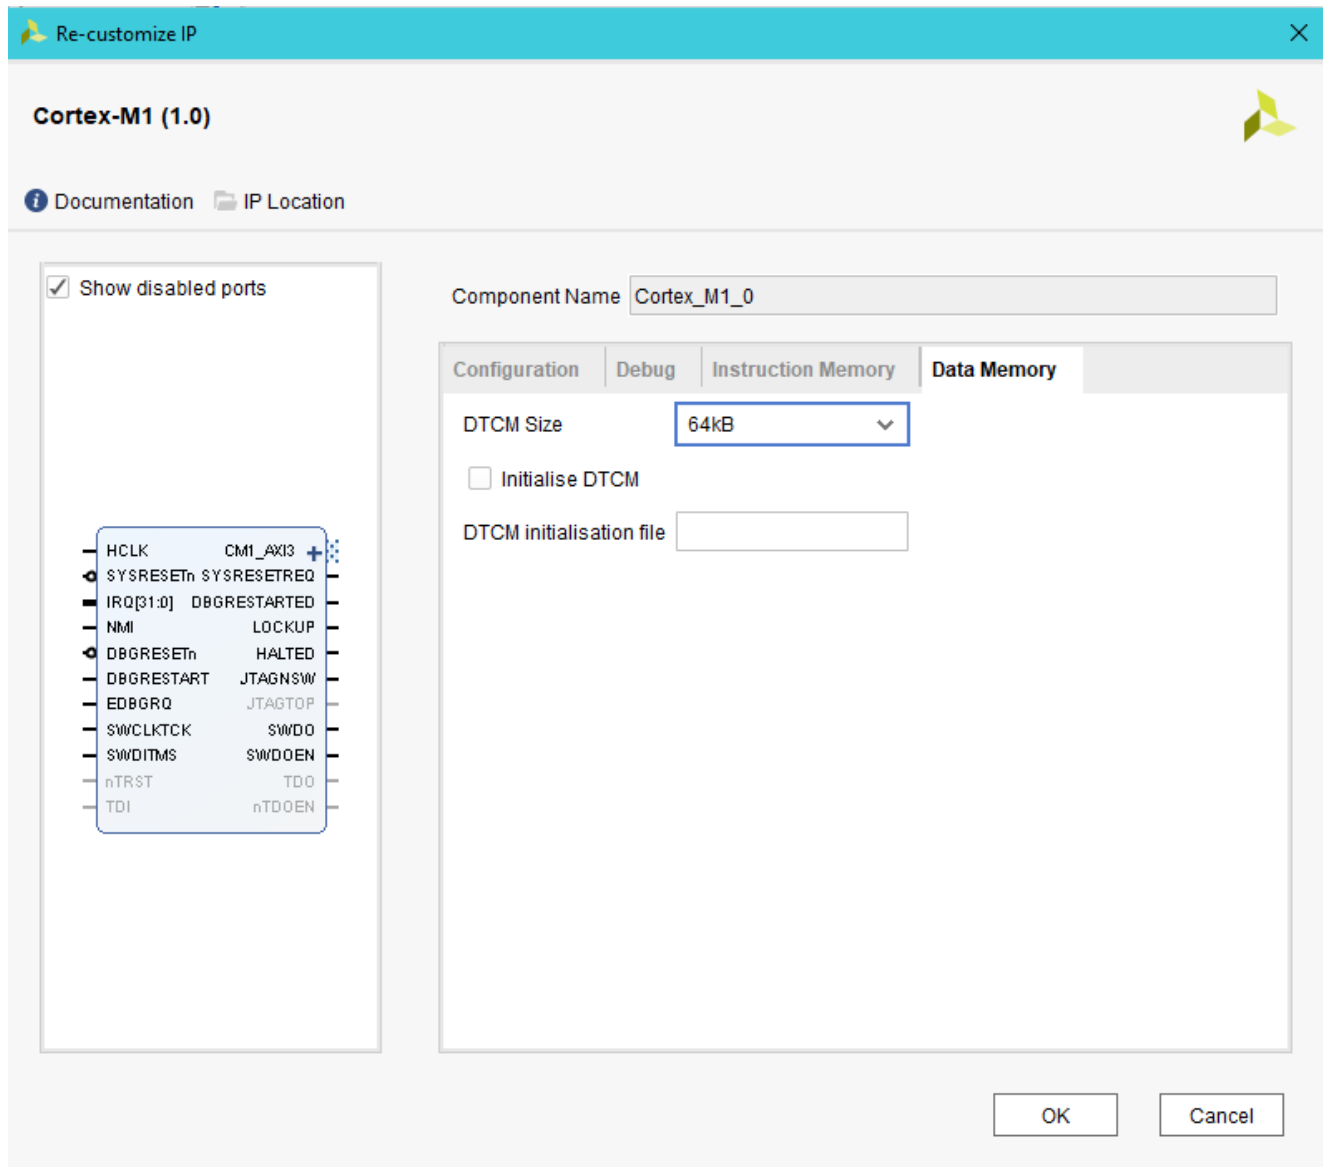 Re-customize IP
Cortex-M1 (1.0)
Documentation IP Location
Show disabled ports
Component Name Cortex_M1_0
Configuration Debug Instruction Memory Data Memory
DTCM Size 64kB
Initialise DTCM
DTCM initialisation file
HCLK CM1_AXI3
SYSRESETn SYSRESETREQ
IRQ[31:0] DBGRESTARTED
NMI LOCKUP
DBGRESETn HALTED
DBGRESTART JTAGNSW
EDBGRQ JTAGTOP
SWCLKTCK SWDO
SWDITMS SWDOEN
nTRST TDO
TDI nTDOEN
OK Cancel